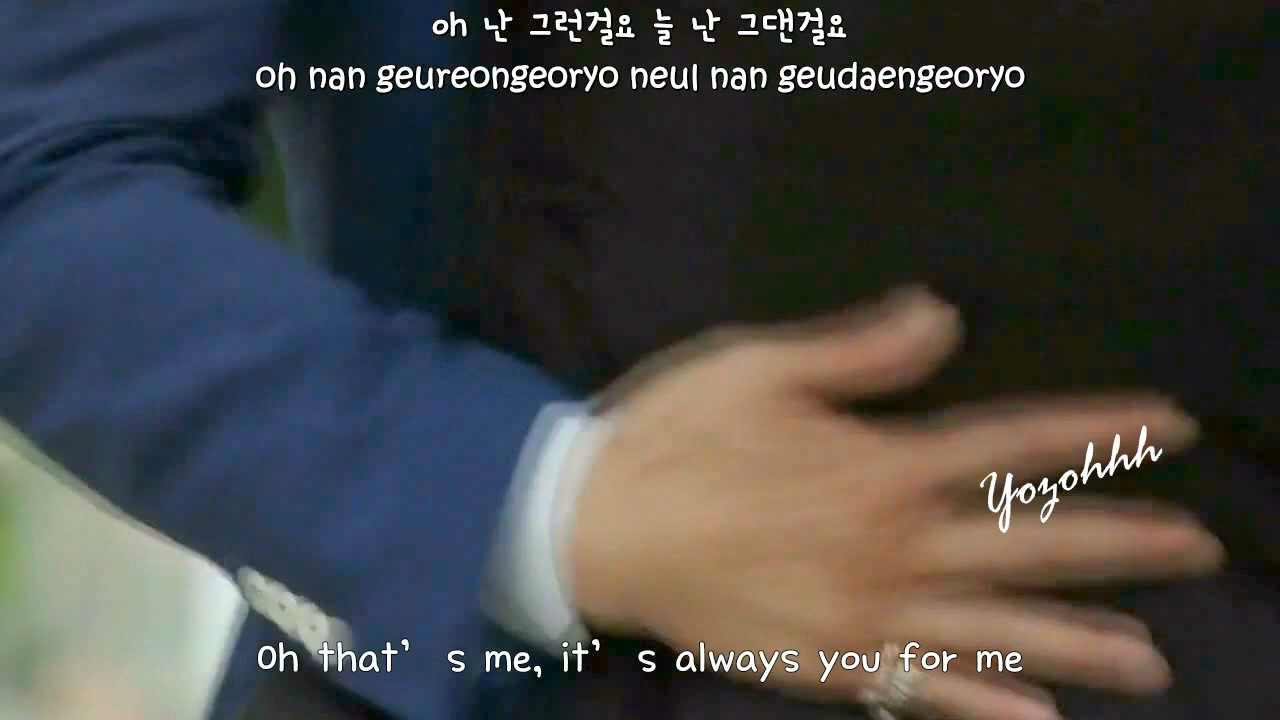 oh 난 그런걸요 늘 난 그댄걸요
oh nan geureongeoryo neul nan geudaengeoryo
Yozohhh
Oh that’s me, it’s always you for me